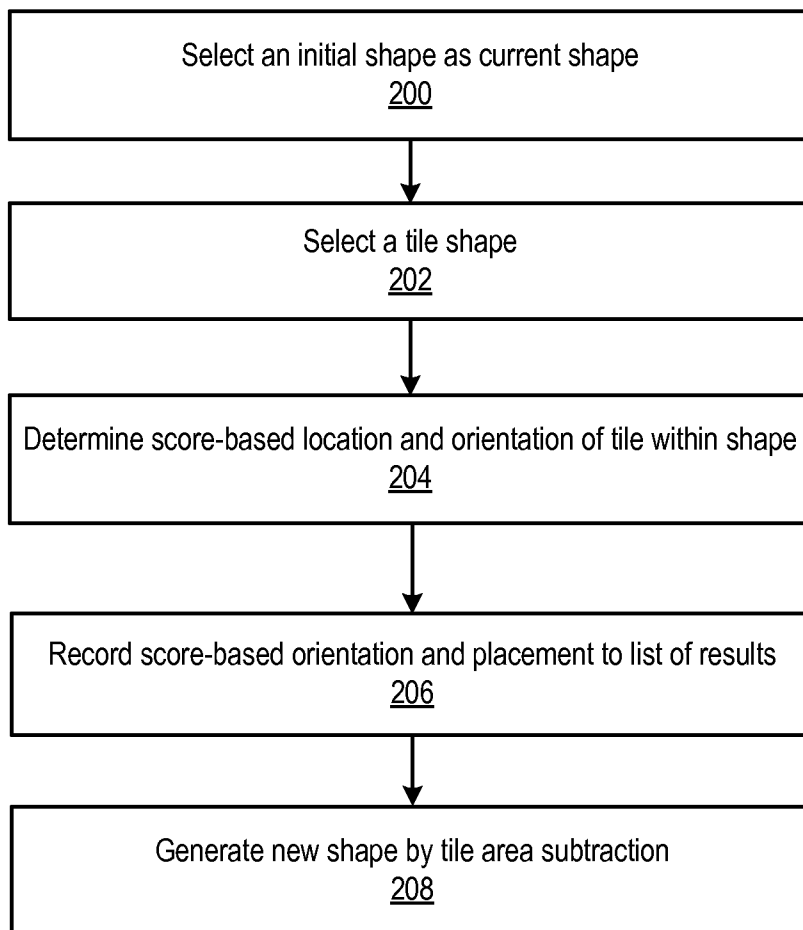 Select an initial shape as current shape
200
Select a tile shape
202
Determine score-based location and orientation of tile within shape
204
Record score-based orientation and placement to list of results
206
Generate new shape by tile area subtraction
208